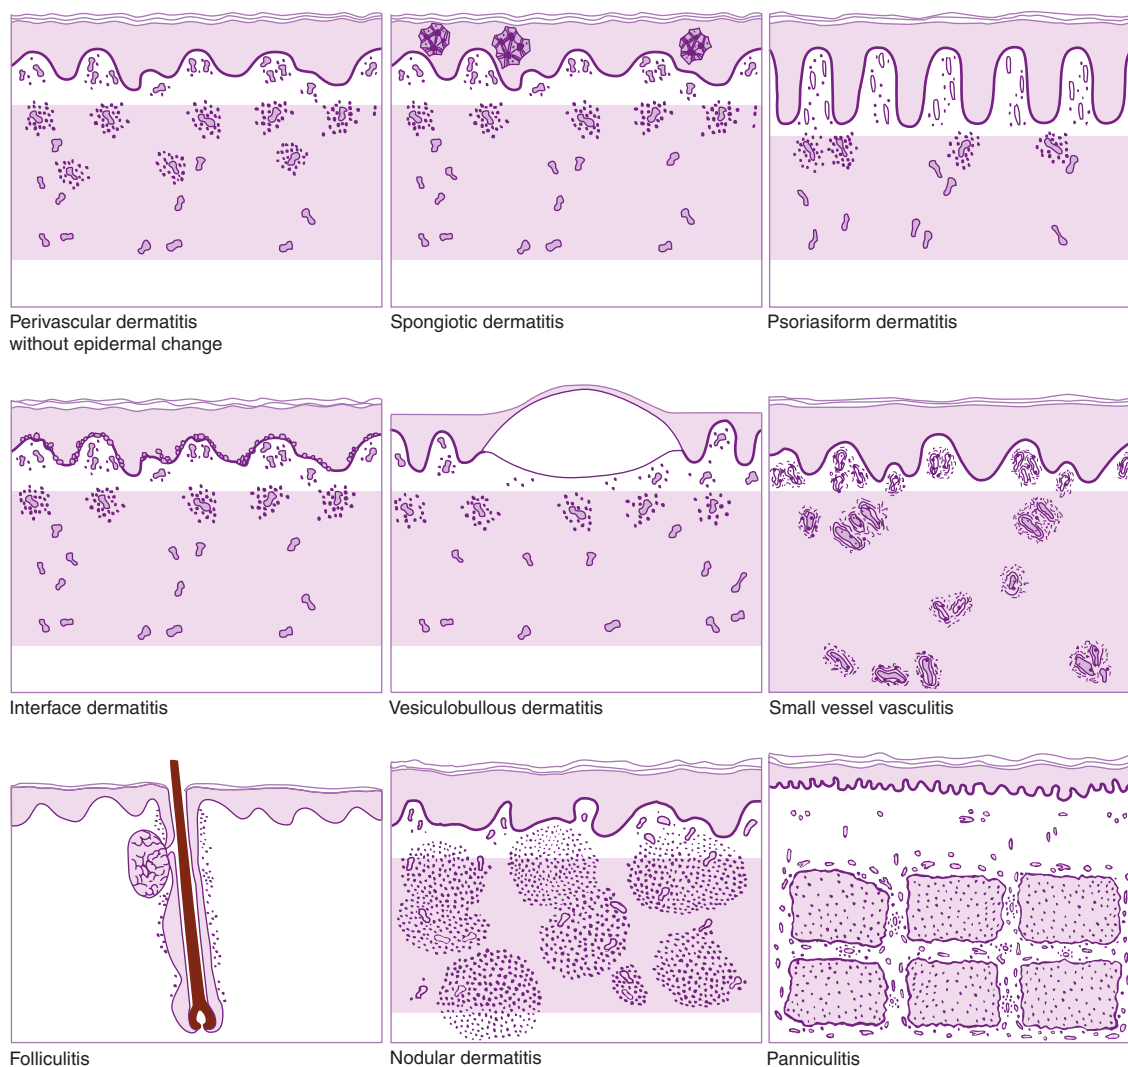 Perivascular dermatitis
without epidermal change
Spongiotic dermatitis
Psoriasiform dermatitis
Interface dermatitis
Vesiculobullous dermatitis
Small vessel vasculitis
Folliculitis
Nodular dermatitis
Panniculitis